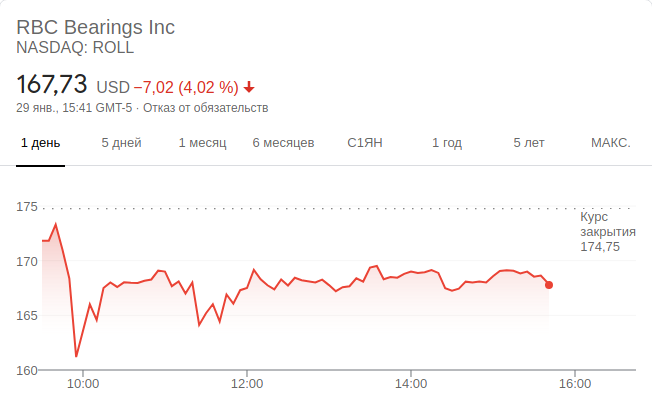 RBC Bearings Inc
NASDAQ: ROLL
167,73 USD −7,02 (4,02 %)
29 янв., 15:41 GMT-5 · Отказ от обязательств
1 день 5 дней 1 месяц 6 месяцев С1ЯН 1 год 5 лет МАКС.
175
Курс
закрытия
174,75
170
165
160
10:00 12:00 14:00 16:00